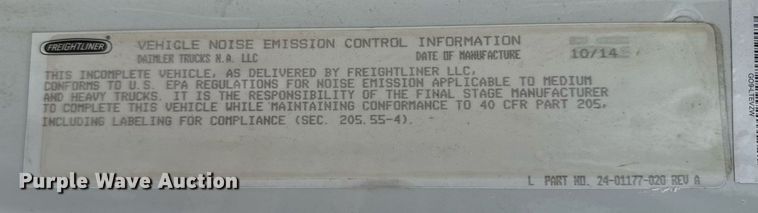 FREIGHTLINER
VEHICLE NOISE EMISSION CONTROL INFORMATION
DAIMLER TRUCKS N.A. LLC DATE OF MANUFACTURE 10/14
THIS INCOMPLETE VEHICLE, AS DELIVERED BY FREIGHTLINER LLC,
CONFORMS TO U.S. EPA REGULATIONS FOR NOISE EMISSION APPLICABLE TO MEDIUM
AND HEAVY TRUCKS. IT IS THE RESPONSIBILITY OF THE FINAL STAGE MANUFACTURER
TO COMPLETE THIS VEHICLE WHILE MAINTAINING CONFORMANCE TO 40 CFR PART 205,
INCLUDING LABELING FOR COMPLIANCE (SEC. 205.55-4).
L PART NO. 24-01177-020 REV A
Purple Wave Auction